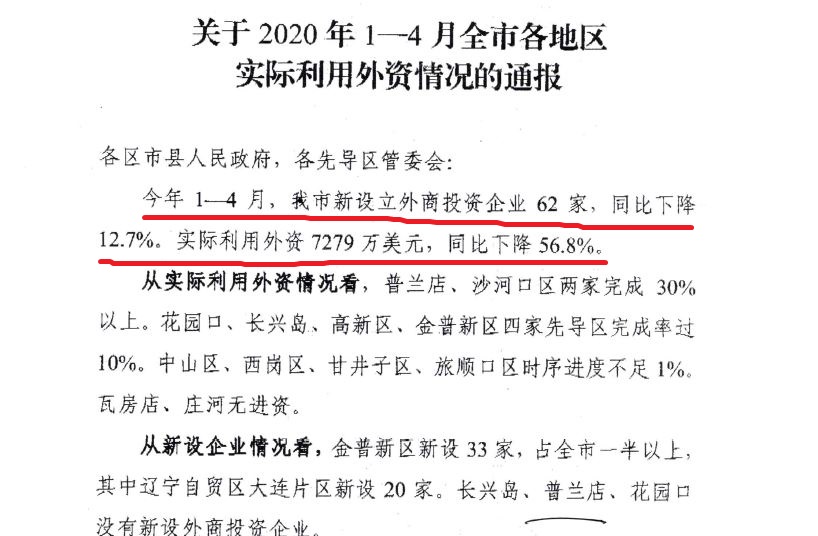 关于 2020 年 1—4 月全市各地区
实际利用外资情况的通报
各区市县人民政府，各先导区管委会：
今年 1—4 月，我市新设立外商投资企业 62 家，同比下降
12.7%。实际利用外资 7279 万美元，同比下降 56.8%。
从实际利用外资情况看，普兰店、沙河口区两家完成 30%
以上。花园口、长兴岛、高新区、金普新区四家先导区完成率过
10%。中山区、西岗区、甘井子区、旅顺口区时序进度不足 1%。
瓦房店、庄河无进资。
从新设企业情况看，金普新区新设 33 家，占全市一半以上，
其中辽宁自贸区大连片区新设 20 家。长兴岛、普兰店、花园口
没有新设外商投资企业。